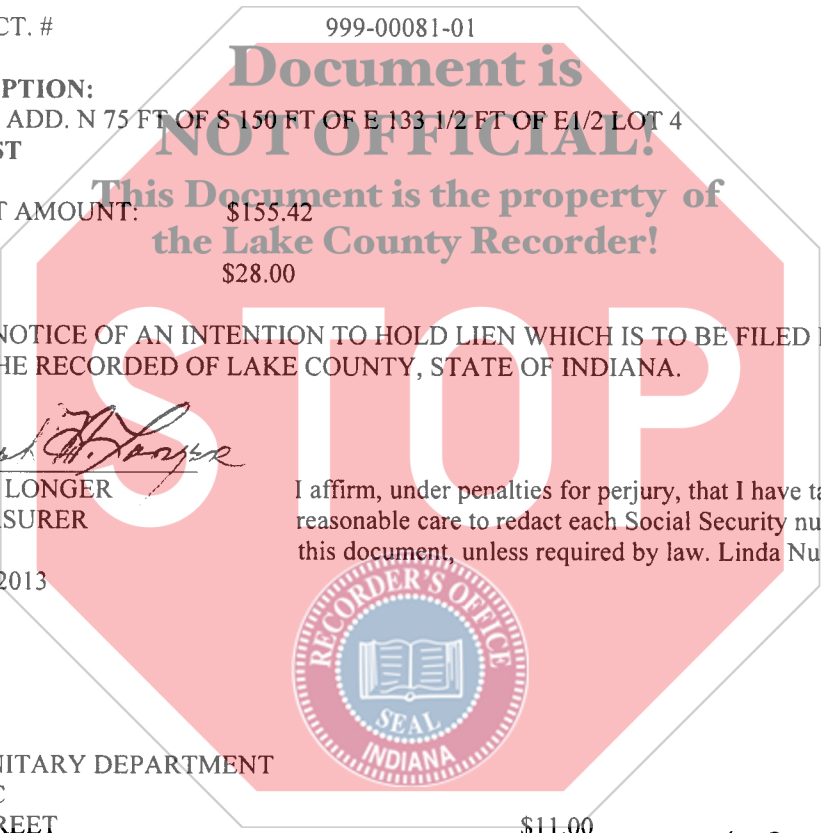 CT. # 999-00081-01
Document is
PTION:
ADD. N 75 FT OF S 150 FT OF E 133 1/2 FT OF E1/2 LOT 4
NOT OFFICIAL!
ST
This Document is the property of
T AMOUNT: $155.42
the Lake County Recorder!
$28.00
STOP
NOTICE OF AN INTENTION TO HOLD LIEN WHICH IS TO BE FILED
HE RECORDED OF LAKE COUNTY, STATE OF INDIANA.
H. Longer
LONGER
I affirm, under penalties for perjury, that I have ta
SURER
reasonable care to redact each Social Security nu
this document, unless required by law. Linda Nu
2013
RECORDER'S OFFICE
SEAL
INDIANA
NITARY DEPARTMENT
C
REET
$11.00